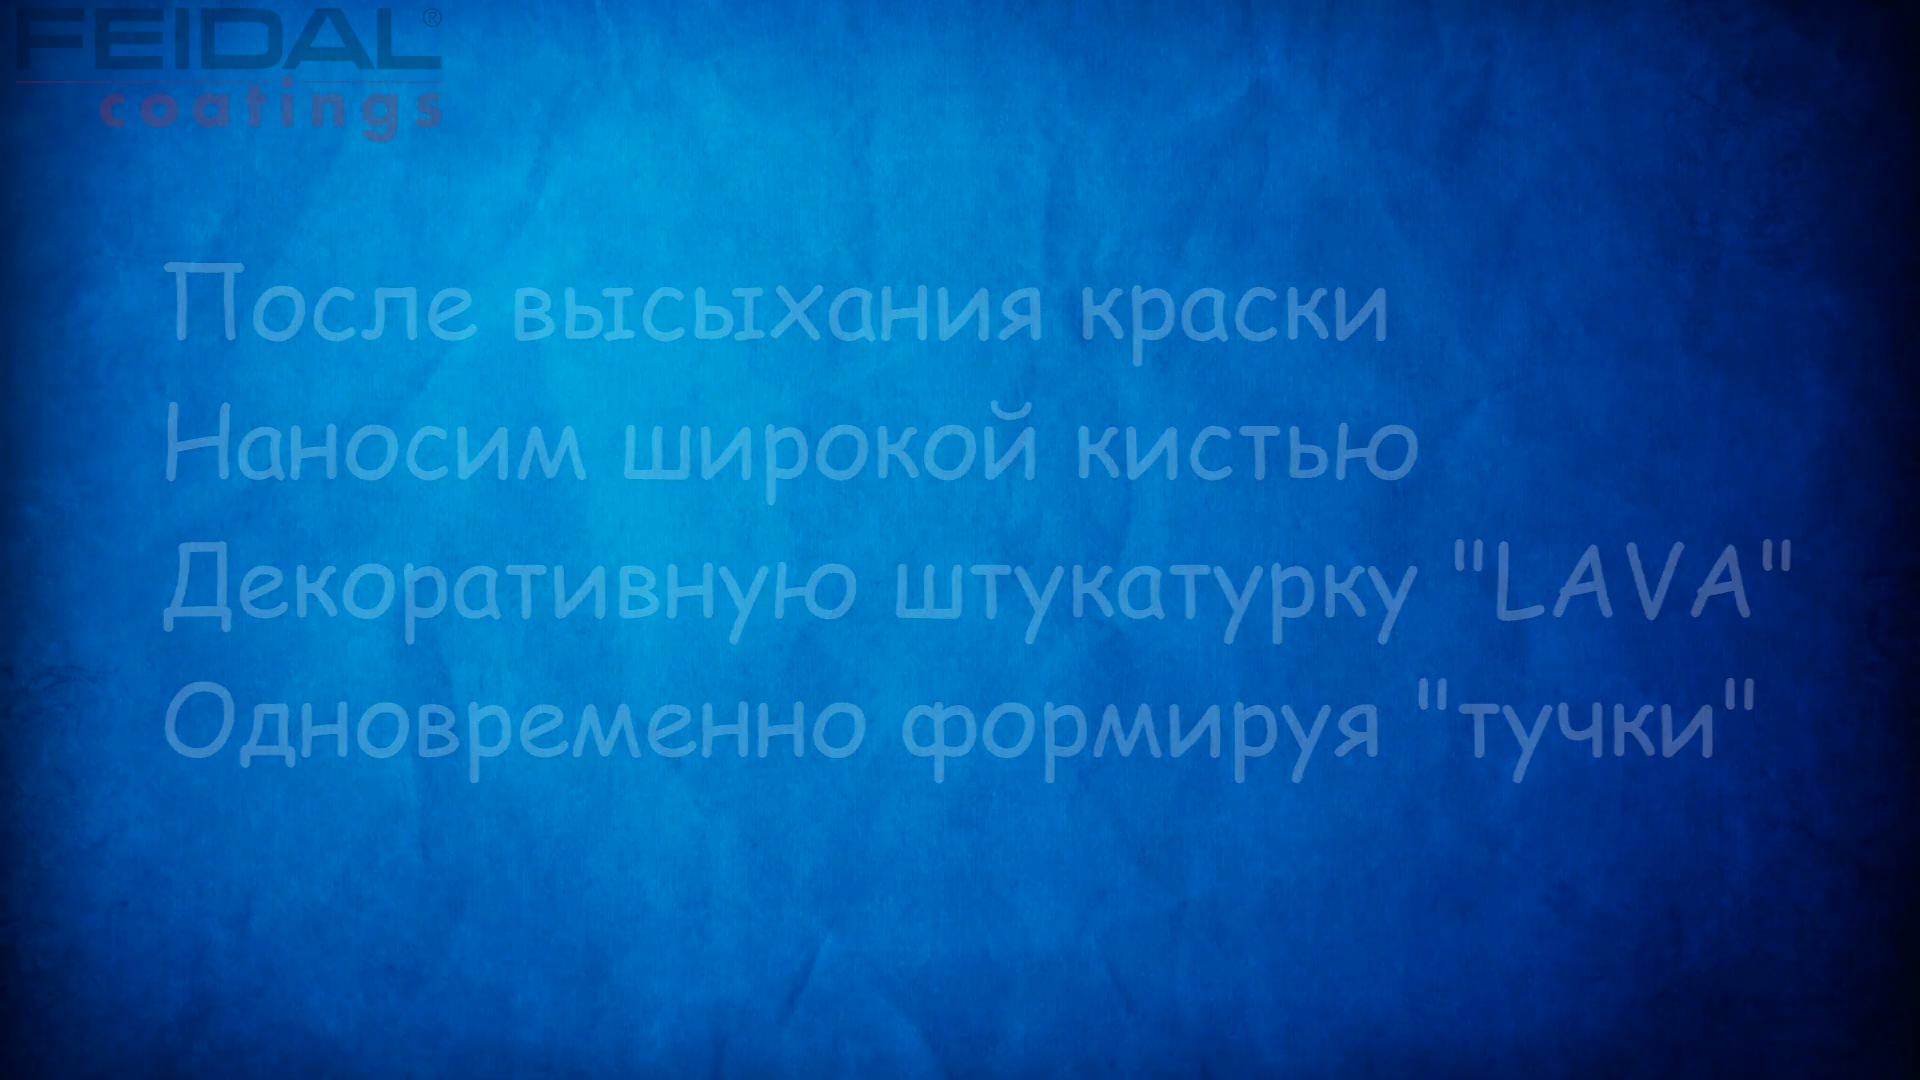 FEIDAL®
coatings
После высыхания краски
Наносим широкой кистью
Декоративную штукатурку "LAVA"
Одновременно формируя "тучки"